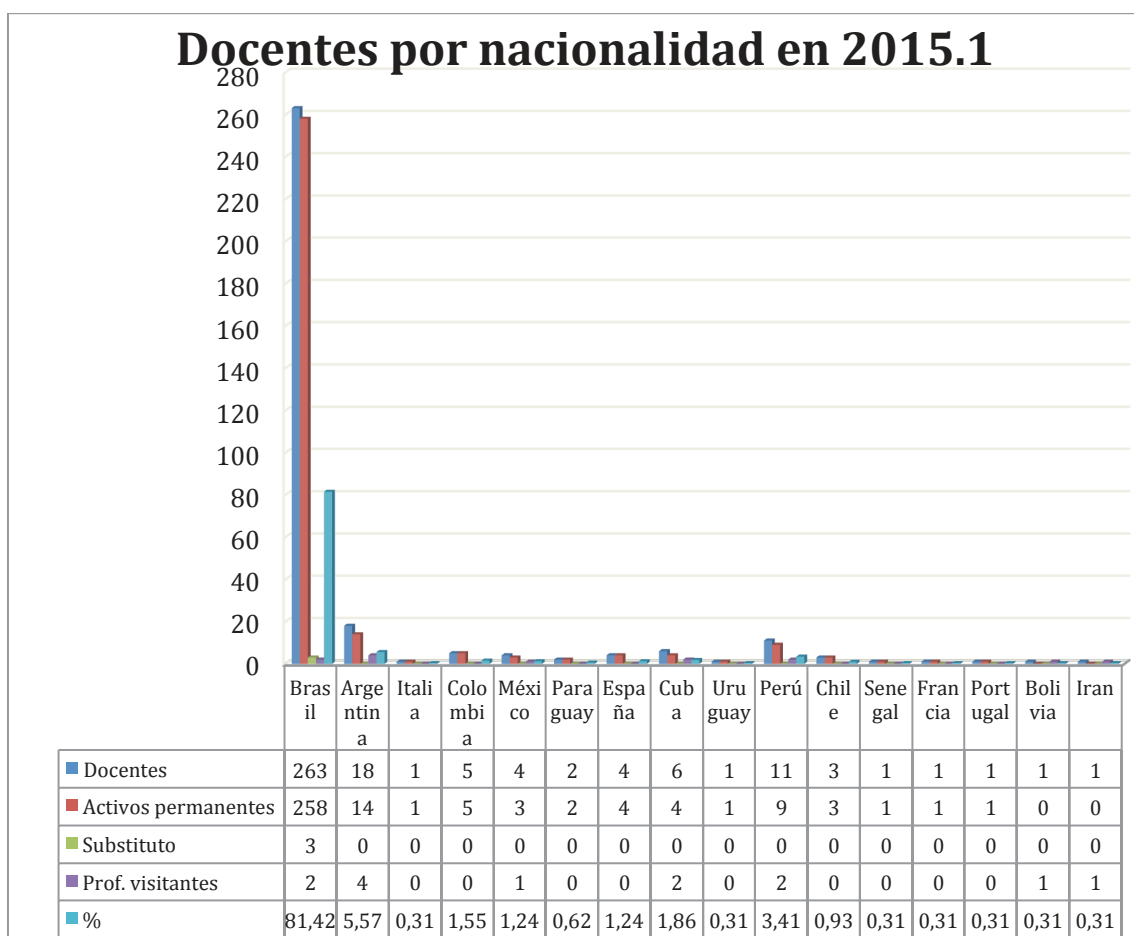 Docentes por nacionalidad en 2015.1
280
260
240
220
200
180
160
140
120
100
80
60
40
20
0
Bras Arge Itali Colo Méxi Para Espa Cub Uru Perú Chil Sene Fran Port Boli Iran
il ntin a mbi co guay ña a guay e gal cia ugal via
a a
Docentes 263 18 1 5 4 2 4 6 1 11 3 1 1 1 1 1
Activos permanentes 258 14 1 5 3 2 4 4 1 9 3 1 1 1 0 0
Substituto 3 0 0 0 0 0 0 0 0 0 0 0 0 0 0 0
Prof. visitantes 2 4 0 0 1 0 0 2 0 2 0 0 0 0 1 1
% 81,42 5,57 0,31 1,55 1,24 0,62 1,24 1,86 0,31 3,41 0,93 0,31 0,31 0,31 0,31 0,31